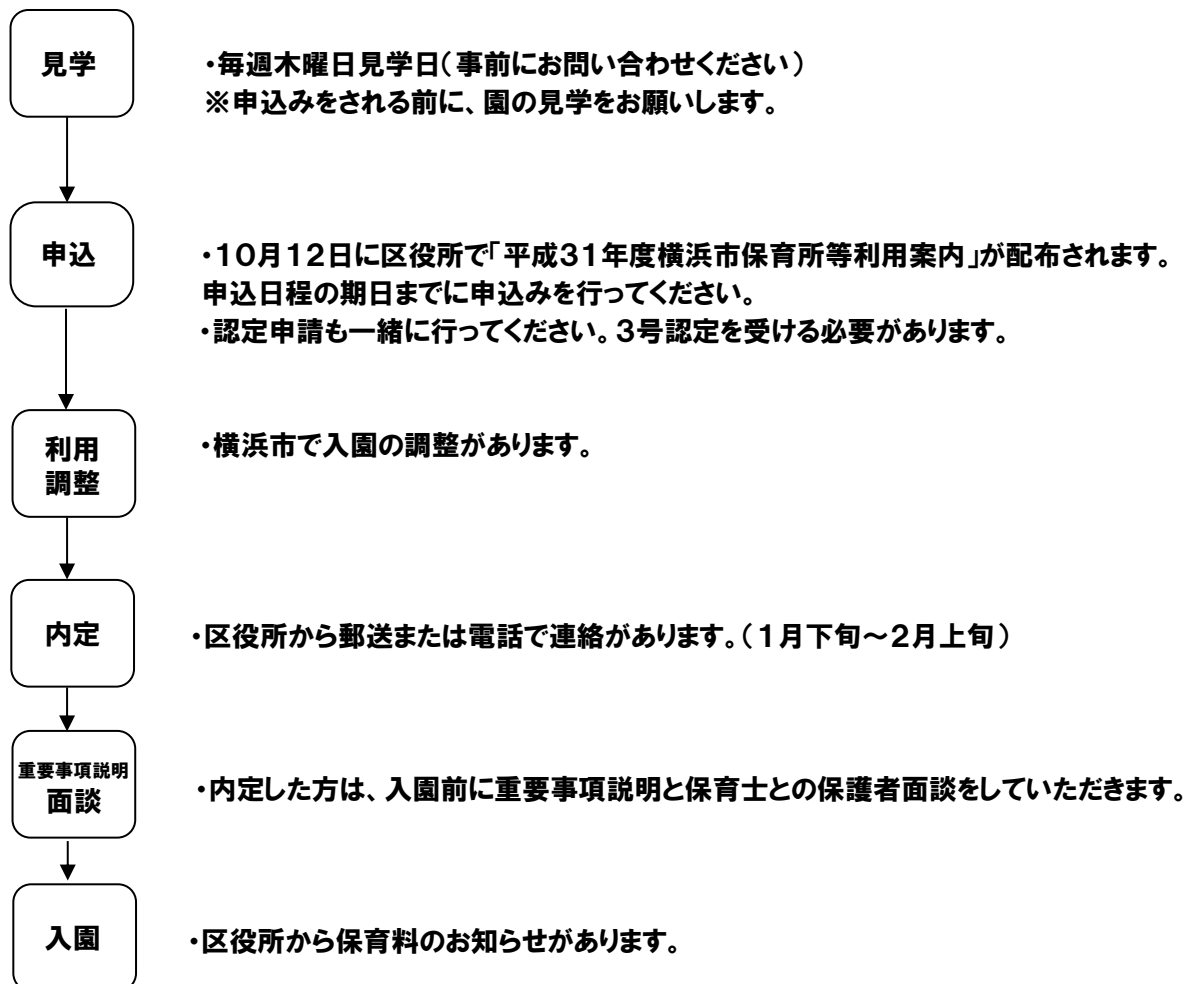 見学
・毎週木曜日見学日（事前にお問い合わせください）
※申込みをされる前に、園の見学をお願いします。
申込
・１０月１２日に区役所で「平成３１年度横浜市保育所等利用案内」が配布されます。
申込日程の期日までに申込みを行ってください。
・認定申請も一緒に行ってください。３号認定を受ける必要があります。
利用
調整
・横浜市で入園の調整があります。
内定
・区役所から郵送または電話で連絡があります。（１月下旬～２月上旬）
重要事項説明
面談
・内定した方は、入園前に重要事項説明と保育士との保護者面談をしていただきます。
入園
・区役所から保育料のお知らせがあります。